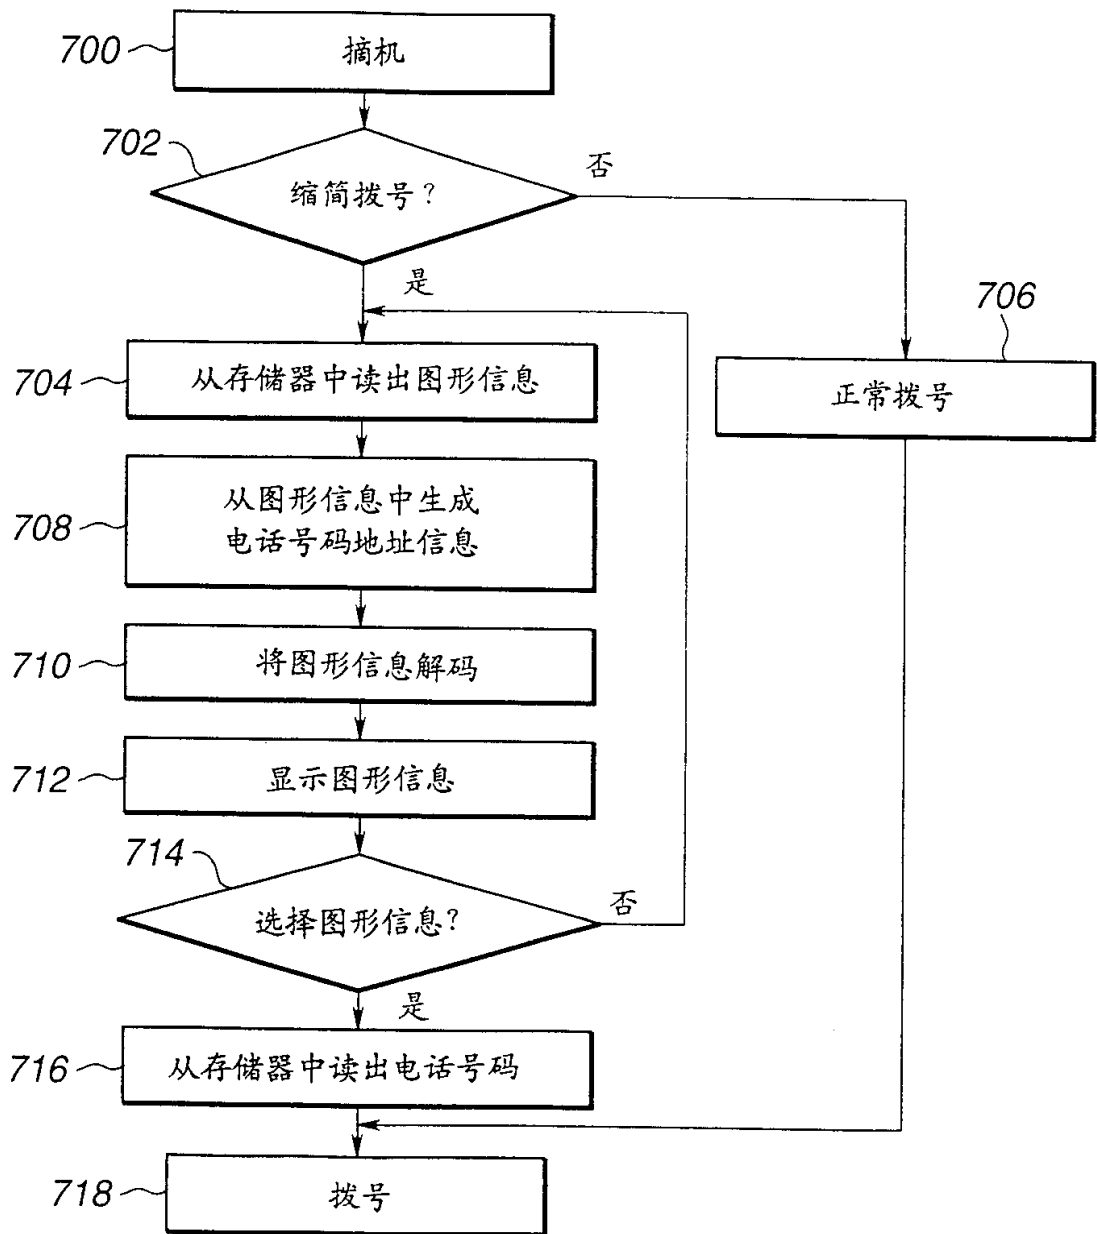 700
摘机
702
缩简拨号？
否
是
706
704
从存储器中读出图形信息
正常拨号
708
从图形信息中生成
电话号码地址信息
710
将图形信息解码
712
显示图形信息
714
选择图形信息？
否
是
716
从存储器中读出电话号码
718
拨号